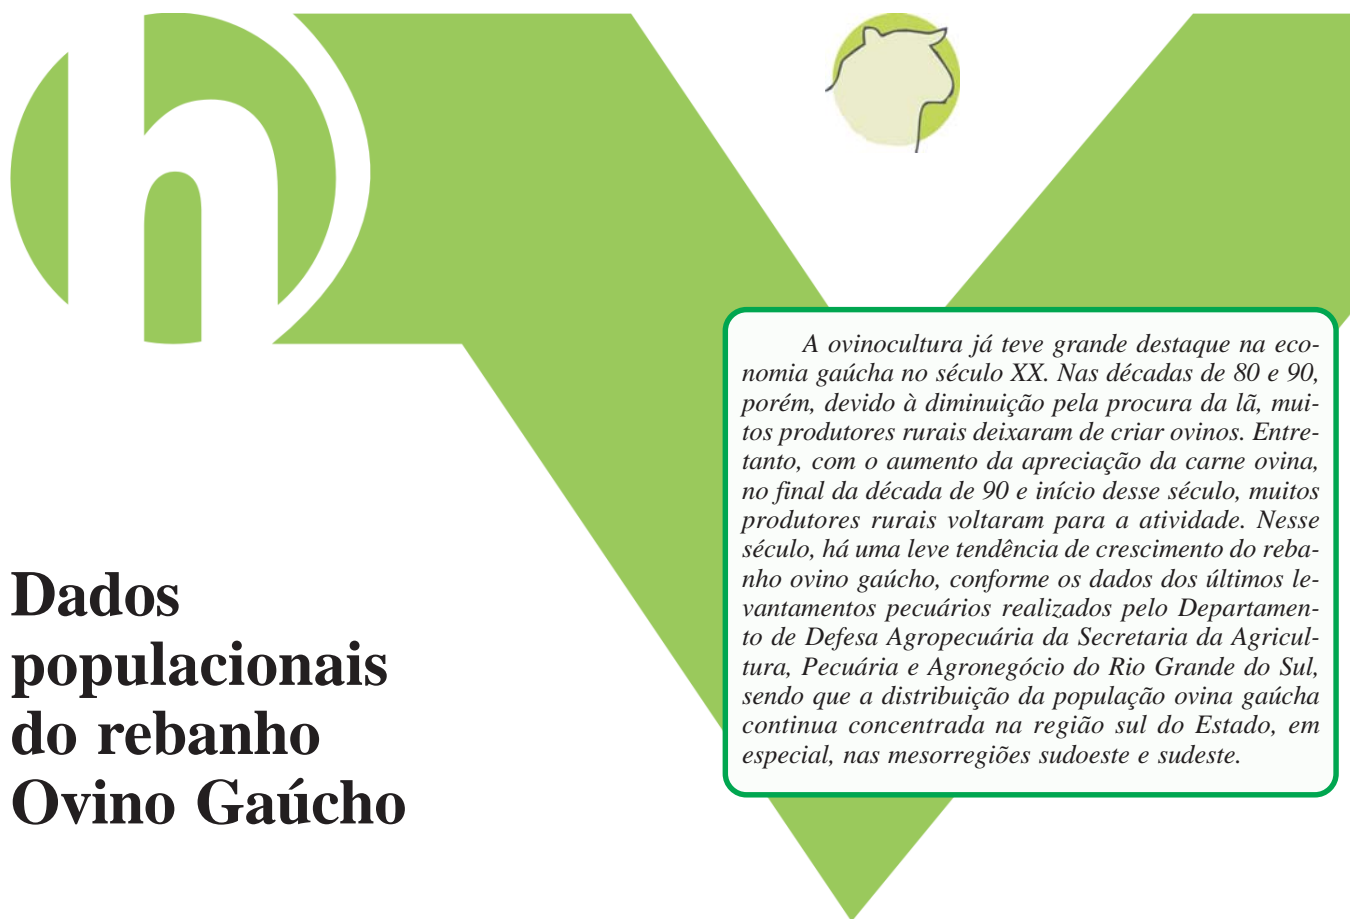 h
Dados
populacionais
do rebanho
Ovino Gaúcho
A ovinocultura já teve grande destaque na eco-
nomia gaúcha no século XX. Nas décadas de 80 e 90,
porém, devido à diminuição pela procura da lã, mui-
tos produtores rurais deixaram de criar ovinos. Entre-
tanto, com o aumento da apreciação da carne ovina,
no final da década de 90 e início desse século, muitos
produtores rurais voltaram para a atividade. Nesse
século, há uma leve tendência de crescimento do reba-
nho ovino gaúcho, conforme os dados dos últimos le-
vantamentos pecuários realizados pelo Departamen-
to de Defesa Agropecuária da Secretaria da Agricul-
tura, Pecuária e Agronegócio do Rio Grande do Sul,
sendo que a distribuição da população ovina gaúcha
continua concentrada na região sul do Estado, em
especial, nas mesorregiões sudoeste e sudeste.